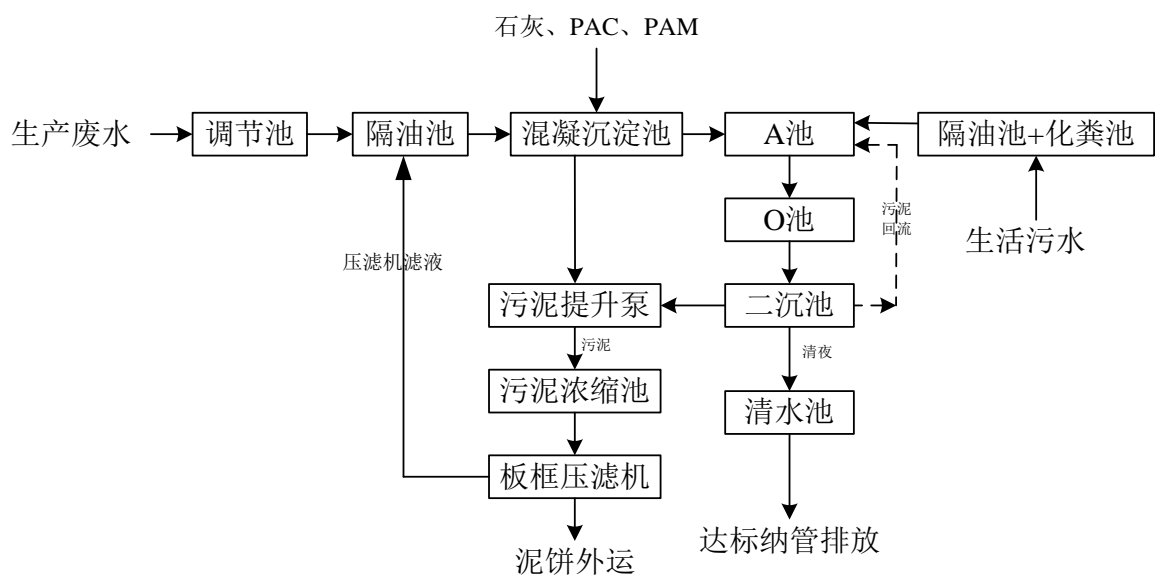 石灰、PAC、PAM
生产废水
调节池
隔油池
混凝沉淀池
A池
隔油池+化粪池
O池
污泥
回流
生活污水
压滤机滤液
污泥提升泵
二沉池
污泥
清夜
污泥浓缩池
清水池
板框压滤机
达标纳管排放
泥饼外运